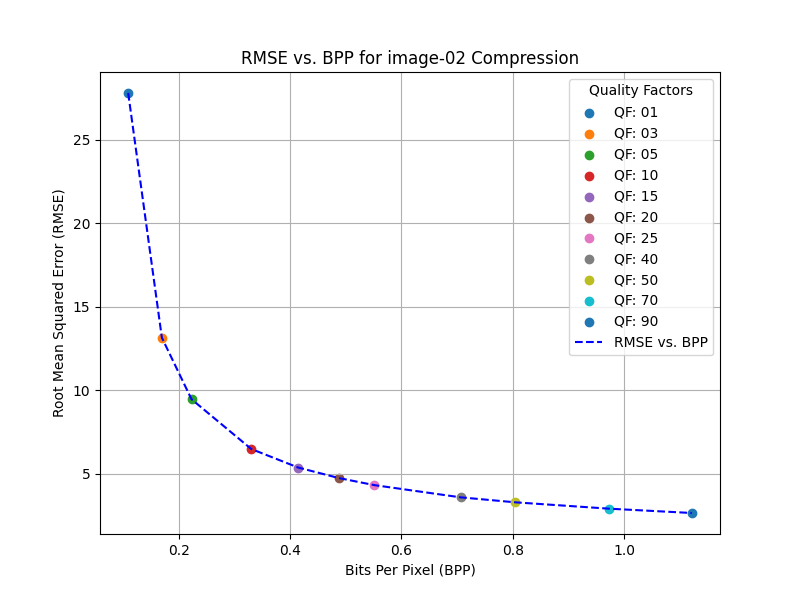 RMSE vs. BPP for image-02 Compression
Root Mean Squared Error (RMSE)
25
20
15
10
5
0.2
0.4
0.6
0.8
1.0
Bits Per Pixel (BPP)
Quality Factors
QF: 01
QF: 03
QF: 05
QF: 10
QF: 15
QF: 20
QF: 25
QF: 40
QF: 50
QF: 70
QF: 90
RMSE vs. BPP